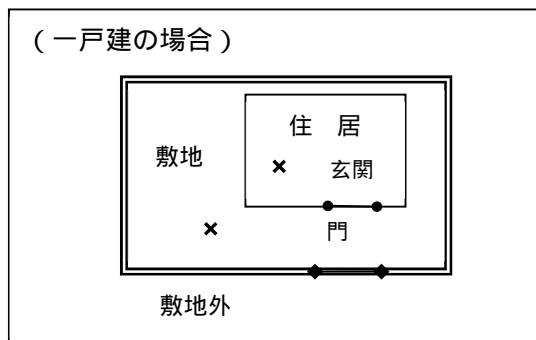 (一戸建の場合)
住 居
敷地
玄関
門
敷地外